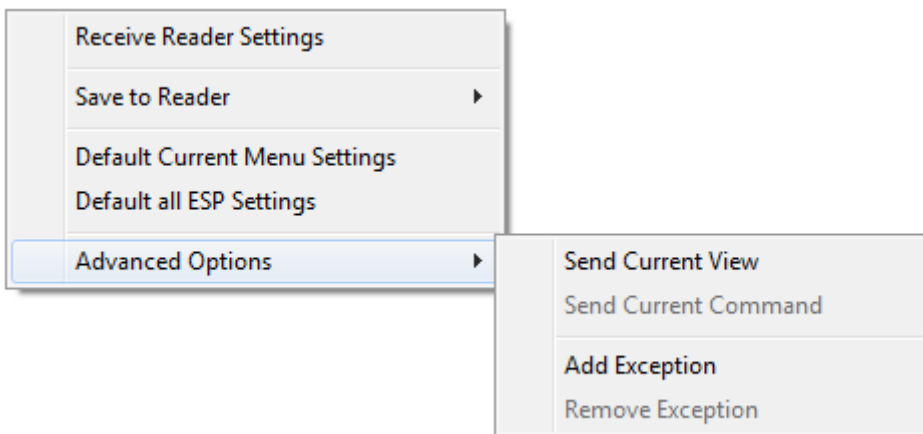 Receive Reader Settings
Save to Reader
Default Current Menu Settings
Default all ESP Settings
Advanced Options
Send Current View
Send Current Command
Add Exception
Remove Exception